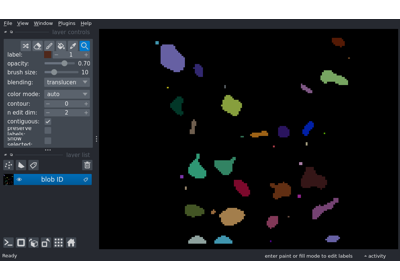 File View Window Plugins Help
layer controls
label: 1
opacity: 0.70
brush size: 10
blending: translucen
color mode: auto
contour: 0
n edit dim: 2
contiguous:
preserve labels:
show selected:
layer list
blob ID
Ready enter paint or fill mode to edit labels activity